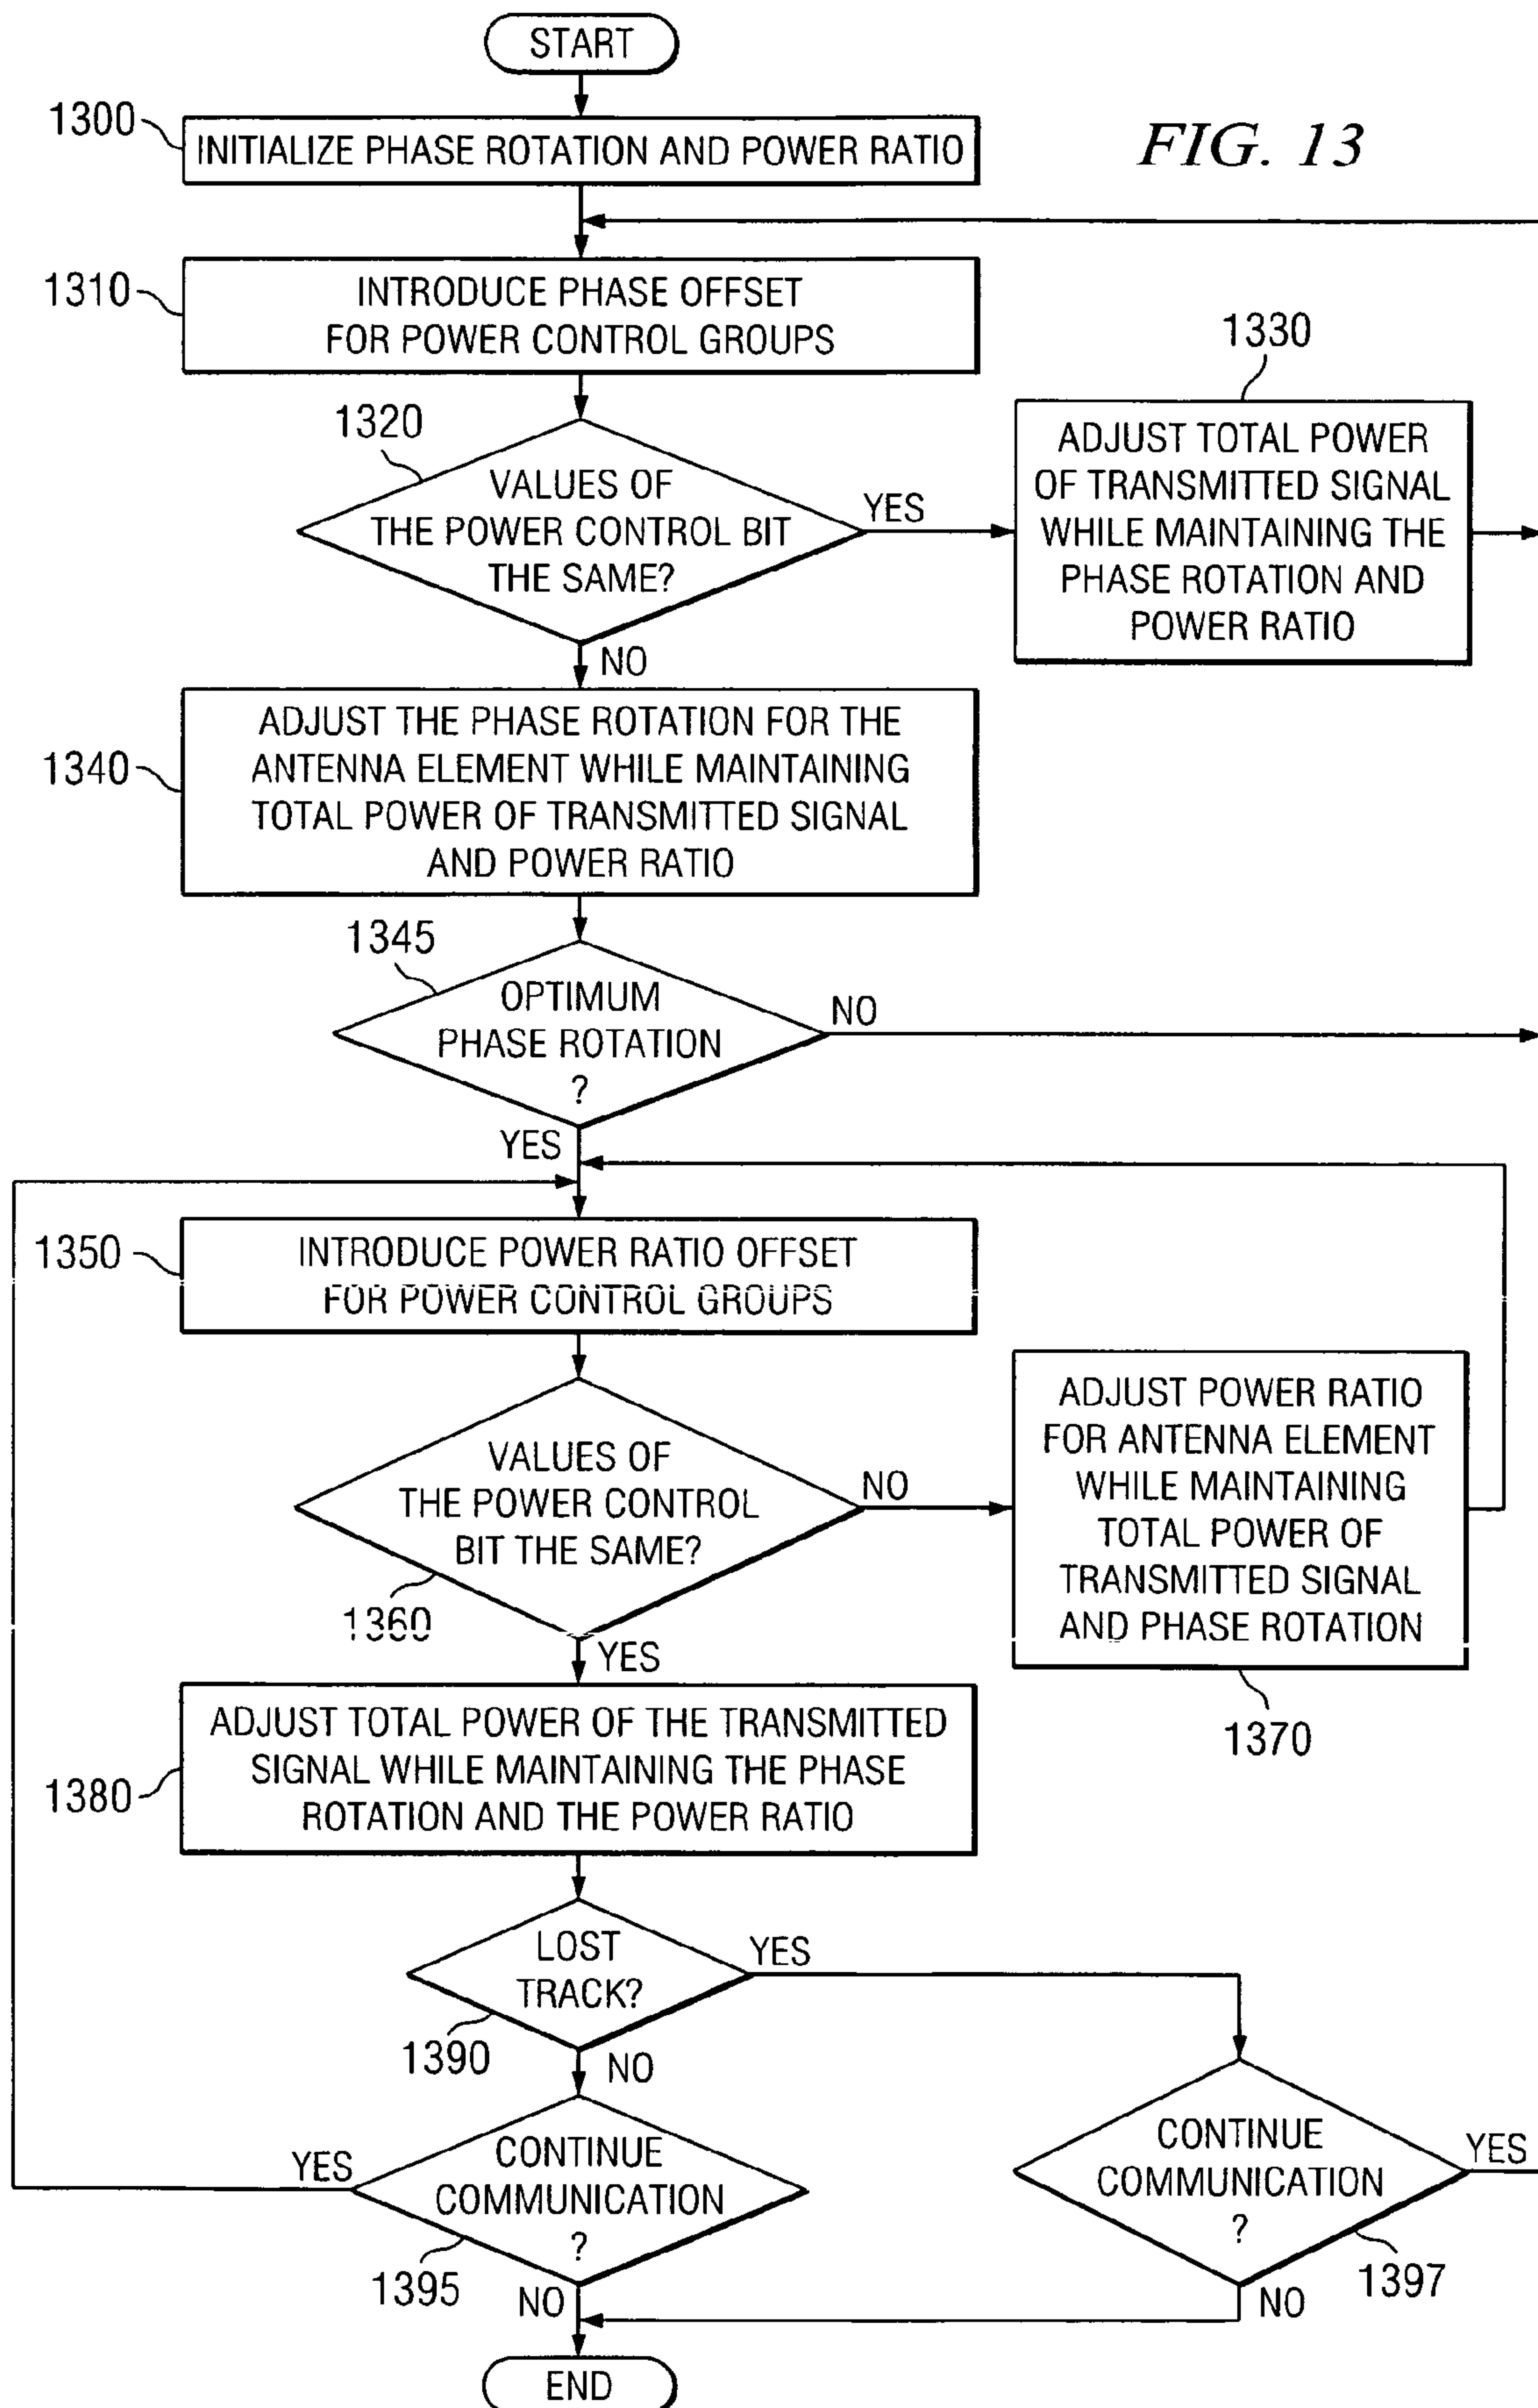 START
1300
INITIALIZE PHASE ROTATION AND POWER RATIO
FIG. 13
1310
INTRODUCE PHASE OFFSET
FOR POWER CONTROL GROUPS
1320
VALUES OF
THE POWER CONTROL BIT
THE SAME?
YES
1330
ADJUST TOTAL POWER
OF TRANSMITTED SIGNAL
WHILE MAINTAINING THE
PHASE ROTATION AND
POWER RATIO
NO
1340
ADJUST THE PHASE ROTATION FOR THE
ANTENNA ELEMENT WHILE MAINTAINING
TOTAL POWER OF TRANSMITTED SIGNAL
AND POWER RATIO
1345
OPTIMUM
PHASE ROTATION
?
NO
YES
1350
INTRODUCE POWER RATIO OFFSET
FOR POWER CONTROL GROUPS
VALUES OF
THE POWER CONTROL
BIT THE SAME?
1360
NO
ADJUST POWER RATIO
FOR ANTENNA ELEMENT
WHILE MAINTAINING
TOTAL POWER OF
TRANSMITTED SIGNAL
AND PHASE ROTATION
1370
YES
1380
ADJUST TOTAL POWER OF THE TRANSMITTED
SIGNAL WHILE MAINTAINING THE PHASE
ROTATION AND THE POWER RATIO
LOST
TRACK?
1390
YES
NO
YES
CONTINUE
COMMUNICATION
?
1395
NO
CONTINUE
COMMUNICATION
?
YES
1397
NO
END